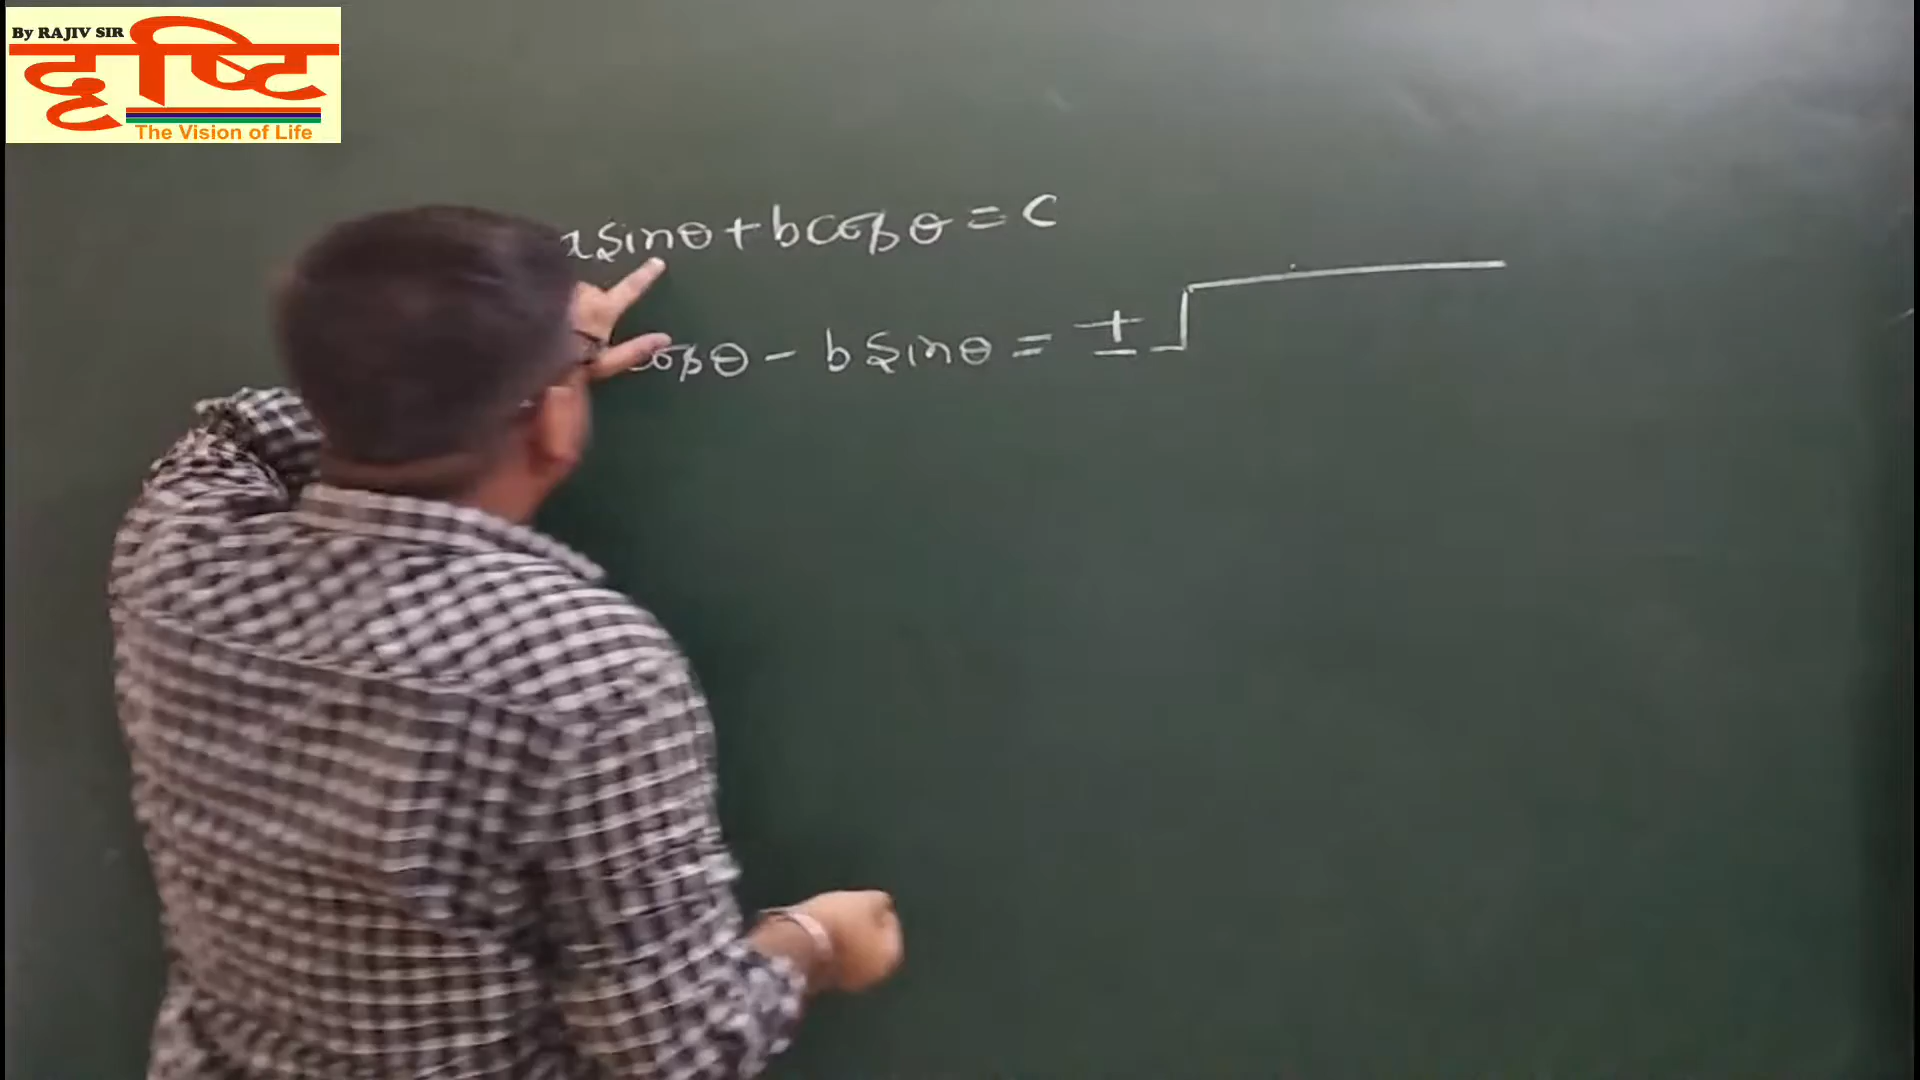 By RAJIV SIR
दृष्टि
The Vision of Life
a sinθ + b cosθ = c
cosθ - b sinθ = ± √